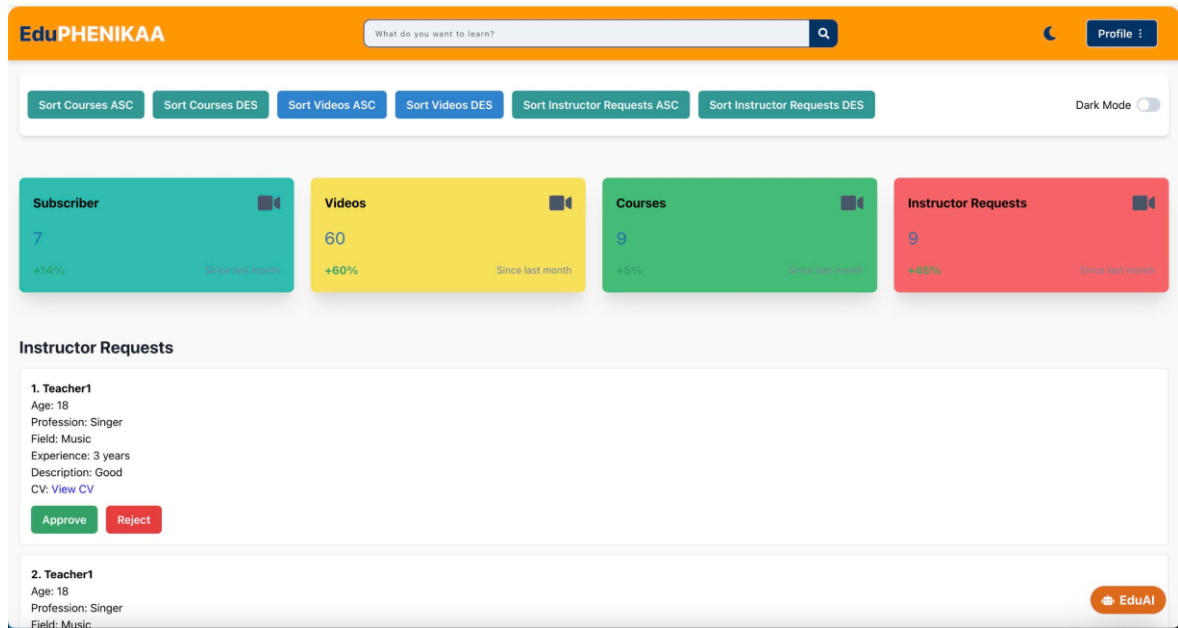 EduPHENIKAA
What do you want to learn?
Profile ⋮
Sort Courses ASC
Sort Courses DES
Sort Videos ASC
Sort Videos DES
Sort Instructor Requests ASC
Sort Instructor Requests DES
Dark Mode
Subscriber
7
+14%
Since last month
Videos
60
+60%
Since last month
Courses
9
+5%
Since last month
Instructor Requests
9
+45%
Since last month
Instructor Requests
1. Teacher1
Age: 18
Profession: Singer
Field: Music
Experience: 3 years
Description: Good
CV: View CV
Approve
Reject
2. Teacher1
Age: 18
Profession: Singer
Field: Music
EduAI